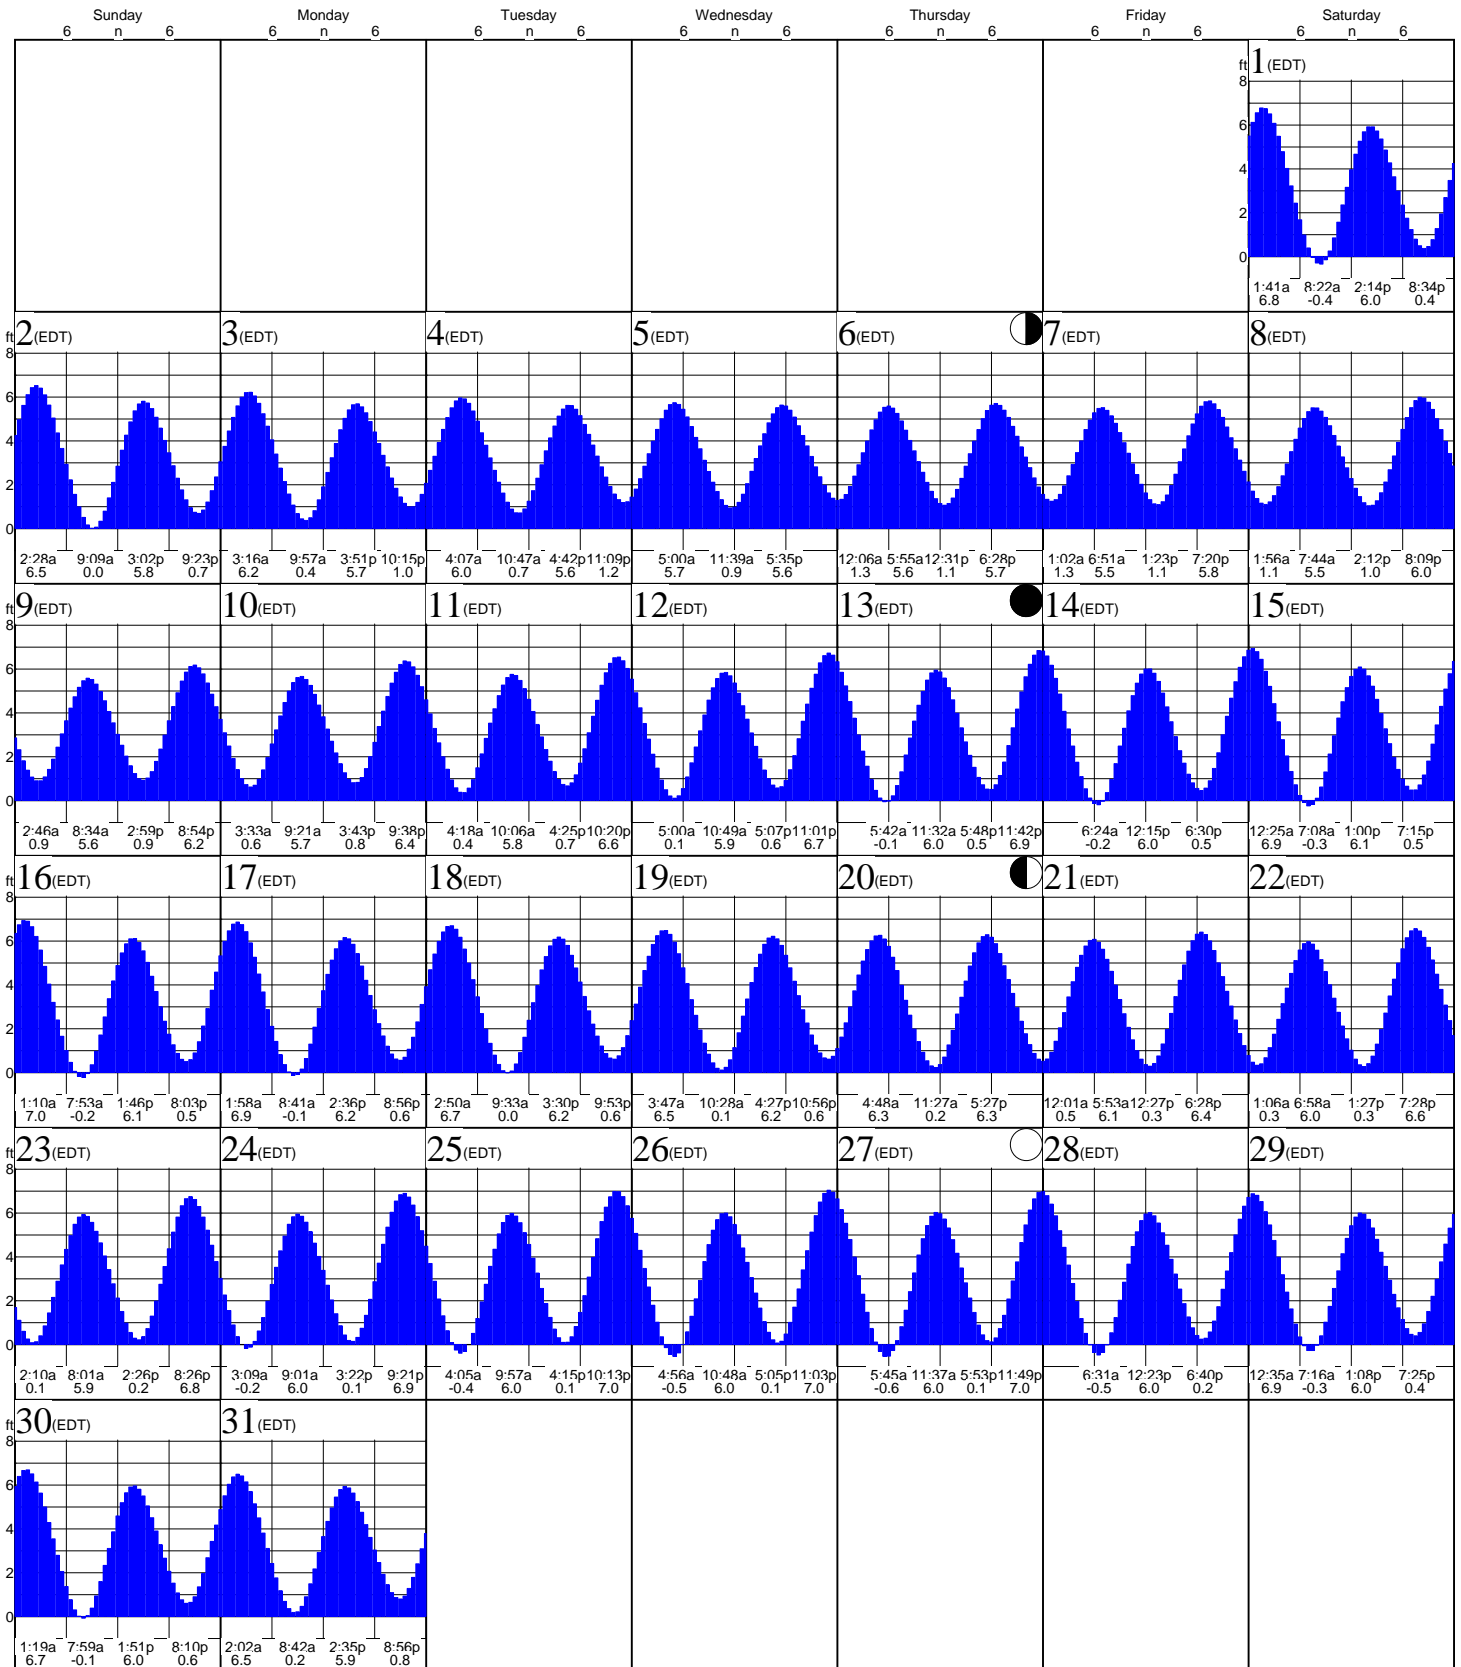 Sunday Monday Tuesday Wednesday Thursday Friday Saturday
6 n 6 6 n 6 6 n 6 6 n 6 6 n 6 6 n 6 6 n 6
ft 1 (EDT)
8
6
4
2
0
1:41a 8:22a 2:14p 8:34p
6.8 -0.4 6.0 0.4
ft 2 (EDT) 3 (EDT) 4 (EDT) 5 (EDT) 6 (EDT) 7 (EDT) 8 (EDT)
8
6
4
2
0
2:28a 9:09a 3:02p 9:23p 3:16a 9:57a 3:51p 10:15p 4:07a 10:47a 4:42p 11:09p 5:00a 11:39a 5:35p 12:06a 5:55a 12:31p 6:28p 1:02a 6:51a 1:23p 7:20p 1:56a 7:44a 2:12p 8:09p
6.5 0.0 5.8 0.7 6.2 0.4 5.7 1.0 6.0 0.7 5.6 1.2 5.7 0.9 5.6 1.3 5.6 1.1 5.7 1.3 5.5 1.1 5.8 1.1 5.5 1.0 6.0
ft 9 (EDT) 10 (EDT) 11 (EDT) 12 (EDT) 13 (EDT) 14 (EDT) 15 (EDT)
8
6
4
2
0
2:46a 8:34a 2:59p 8:54p 3:33a 9:21a 3:43p 9:38p 4:18a 10:06a 4:25p 10:20p 5:00a 10:49a 5:07p 11:01p 5:42a 11:32a 5:48p 11:42p 6:24a 12:15p 6:30p 12:25a 7:08a 1:00p 7:15p
0.9 5.6 0.9 6.2 0.6 5.7 0.8 6.4 0.4 5.8 0.7 6.6 0.1 5.9 0.6 6.7 -0.1 6.0 0.5 6.9 -0.2 6.0 0.5 6.9 -0.3 6.1 0.5
ft 16 (EDT) 17 (EDT) 18 (EDT) 19 (EDT) 20 (EDT) 21 (EDT) 22 (EDT)
8
6
4
2
0
1:10a 7:53a 1:46p 8:03p 1:58a 8:41a 2:36p 8:56p 2:50a 9:33a 3:30p 9:53p 3:47a 10:28a 4:27p 10:56p 4:48a 11:27a 5:27p 12:01a 5:53a 12:27p 6:28p 1:06a 6:58a 1:27p 7:28p
7.0 -0.2 6.1 0.5 6.9 -0.1 6.2 0.6 6.7 0.0 6.2 0.6 6.5 0.1 6.2 0.6 6.3 0.2 6.3 0.5 6.1 0.3 6.4 0.3 6.0 0.3 6.6
ft 23 (EDT) 24 (EDT) 25 (EDT) 26 (EDT) 27 (EDT) 28 (EDT) 29 (EDT)
8
6
4
2
0
2:10a 8:01a 2:26p 8:26p 3:09a 9:01a 3:22p 9:21p 4:05a 9:57a 4:15p 10:13p 4:56a 10:48a 5:05p 11:03p 5:45a 11:37a 5:53p 11:49p 6:31a 12:23p 6:40p 12:35a 7:16a 1:08p 7:25p
0.1 5.9 0.2 6.8 -0.2 6.0 0.1 6.9 -0.4 6.0 0.1 7.0 -0.5 6.0 0.1 7.0 -0.6 6.0 0.1 7.0 -0.5 6.0 0.2 6.9 -0.3 6.0 0.4
ft 30 (EDT) 31 (EDT)
8
6
4
2
0
1:19a 7:59a 1:51p 8:10p 2:02a 8:42a 2:35p 8:56p
6.7 -0.1 6.0 0.6 6.5 0.2 5.9 0.8